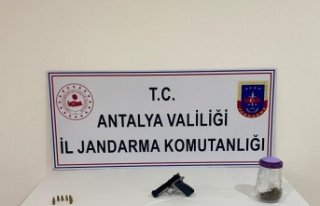 T.C.
ANTALYA VALİLİĞİ
İL JANDARMA KOMUTANLIĞI